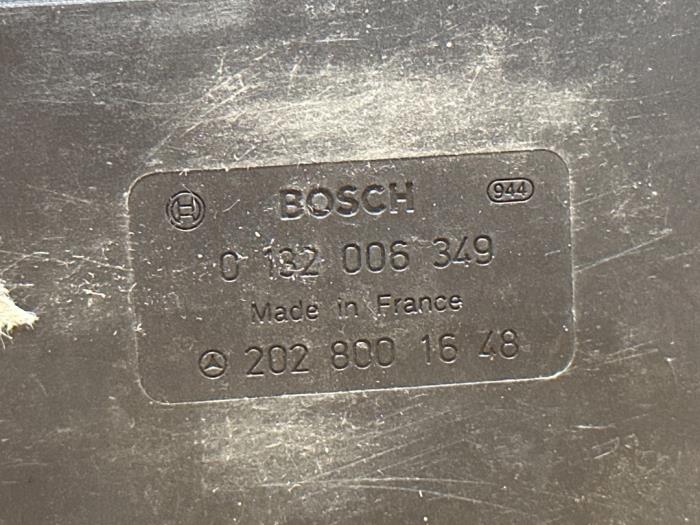 BOSCH 944
0 132 006 349
Made in France
202 800 16 48